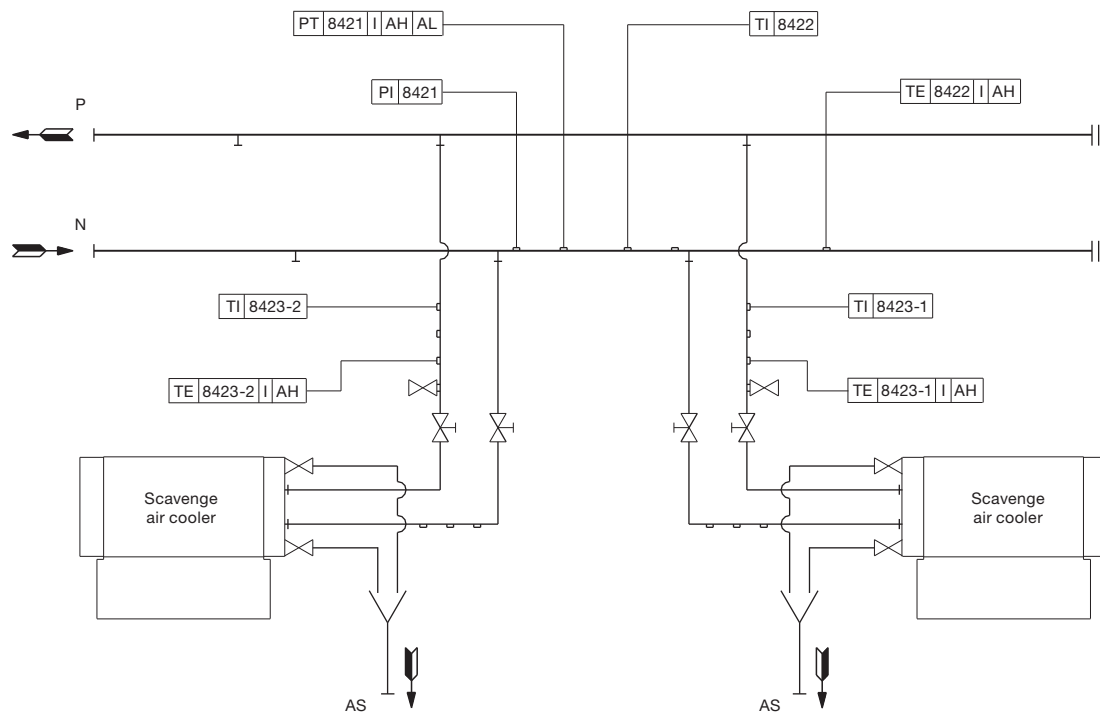 PT 8421 I AH AL
TI 8422
PI 8421
TE 8422 I AH
P
N
TI 8423-2
TI 8423-1
TE 8423-2 I AH
TE 8423-1 I AH
Scavenge
air cooler
Scavenge
air cooler
AS
AS